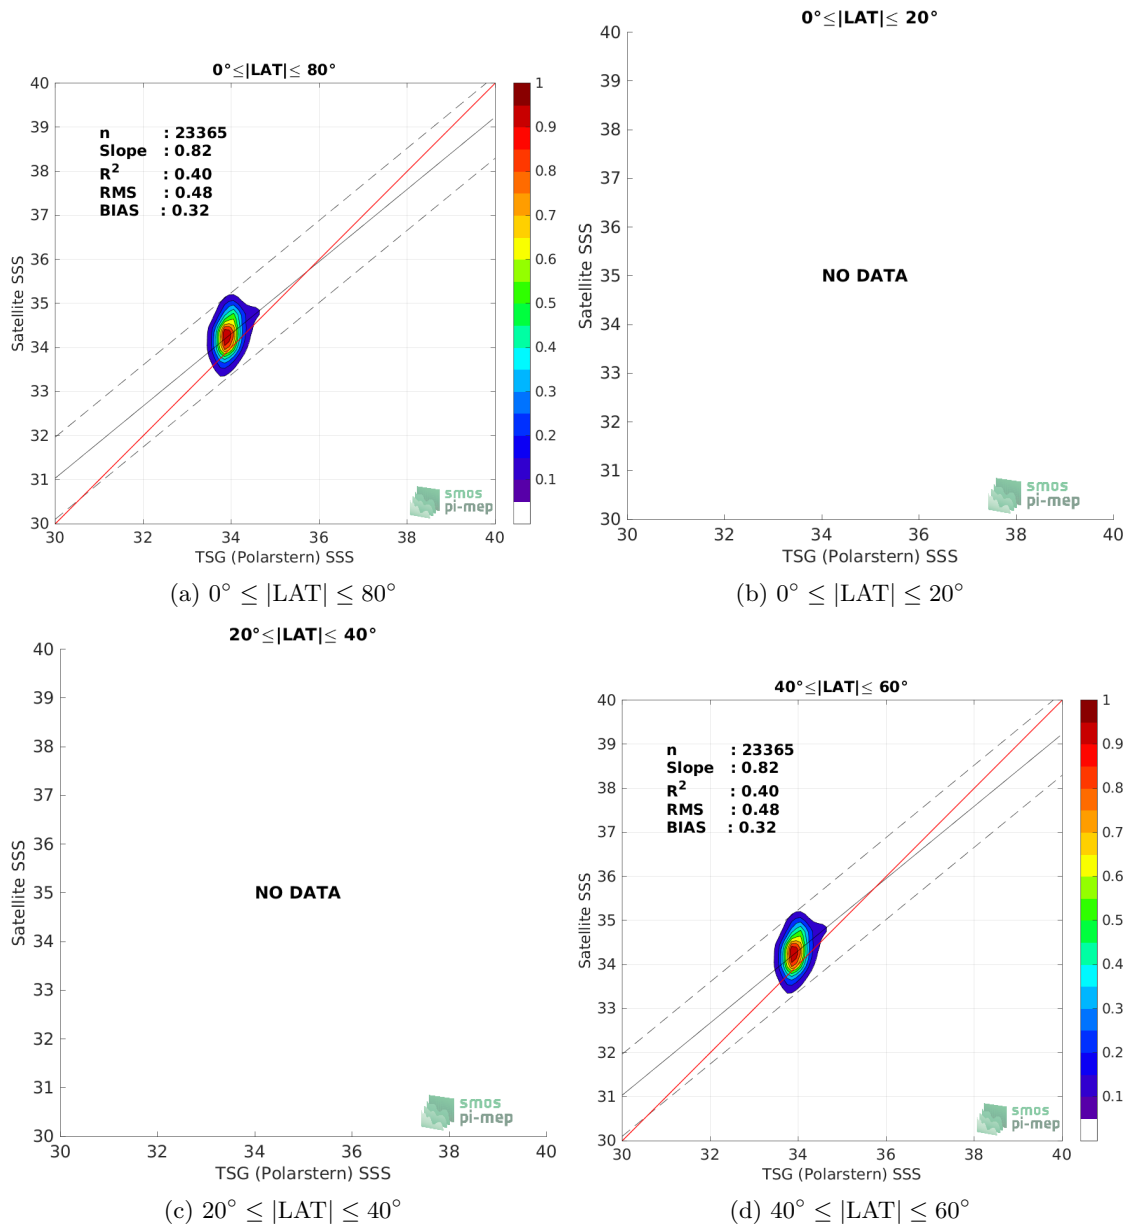 0°≤|LAT|≤ 80°
40
39
38
37
36
35
34
33
32
31
30
Satellite SSS
n : 23365
Slope : 0.82
R² : 0.40
RMS : 0.48
BIAS : 0.32
smos
pi-mep
30 32 34 36 38 40
TSG (Polarstern) SSS
1
0.9
0.8
0.7
0.6
0.5
0.4
0.3
0.2
0.1
(a) 0° ≤ |LAT| ≤ 80°
0°≤|LAT|≤ 20°
40
39
38
37
36
35
34
33
32
31
30
Satellite SSS
NO DATA
smos
pi-mep
30 32 34 36 38 40
TSG (Polarstern) SSS
(b) 0° ≤ |LAT| ≤ 20°
20°≤|LAT|≤ 40°
40
39
38
37
36
35
34
33
32
31
30
Satellite SSS
NO DATA
smos
pi-mep
30 32 34 36 38 40
TSG (Polarstern) SSS
(c) 20° ≤ |LAT| ≤ 40°
40°≤|LAT|≤ 60°
40
39
38
37
36
35
34
33
32
31
30
Satellite SSS
n : 23365
Slope : 0.82
R² : 0.40
RMS : 0.48
BIAS : 0.32
smos
pi-mep
30 32 34 36 38 40
TSG (Polarstern) SSS
1
0.9
0.8
0.7
0.6
0.5
0.4
0.3
0.2
0.1
(d) 40° ≤ |LAT| ≤ 60°